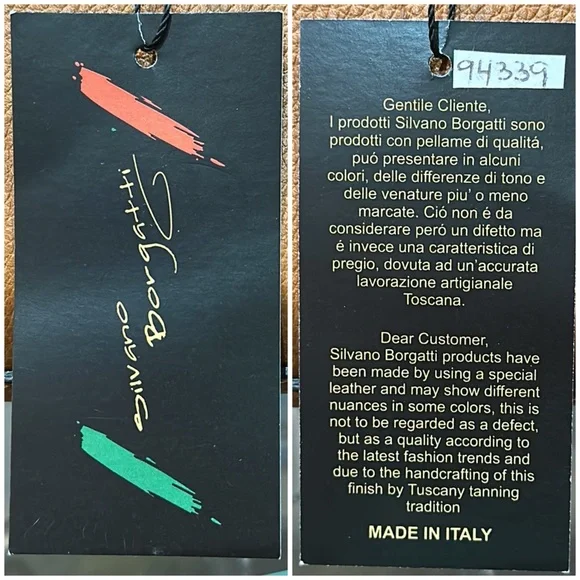 Silvano
Borgatti
94339
Gentile Cliente,
I prodotti Silvano Borgatti sono
prodotti con pellame di qualitá,
puó presentare in alcuni
colori, delle differenze di tono e
delle venature piu' o meno
marcate. Ció non é da
considerare peró un difetto ma
é invece una caratteristica di
pregio, dovuta ad un'accurata
lavorazione artigianale
Toscana.
Dear Customer,
Silvano Borgatti products have
been made by using a special
leather and may show different
nuances in some colors, this is
not to be regarded as a defect,
but as a quality according to
the latest fashion trends and
due to the handcrafting of this
finish by Tuscany tanning
tradition
MADE IN ITALY